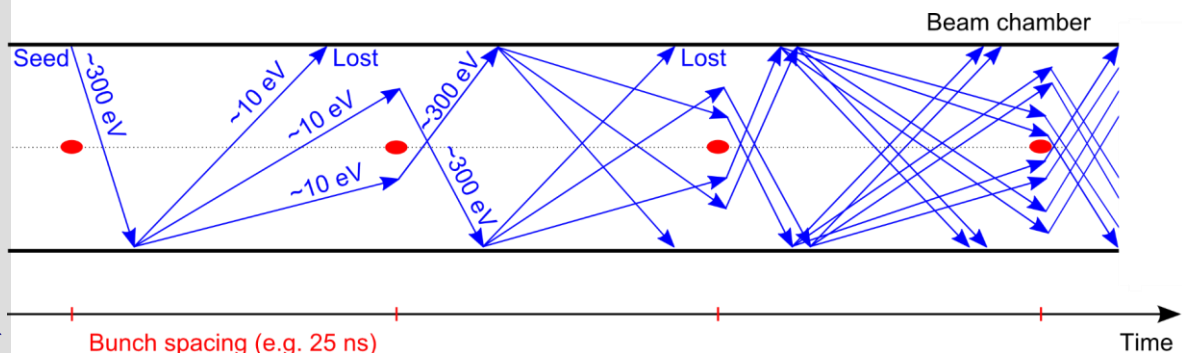 Beam chamber
Seed
~300 eV
~10 eV
Lost
~10 eV
~10 eV
~300 eV
~300 eV
Lost
Bunch spacing (e.g. 25 ns)
Time